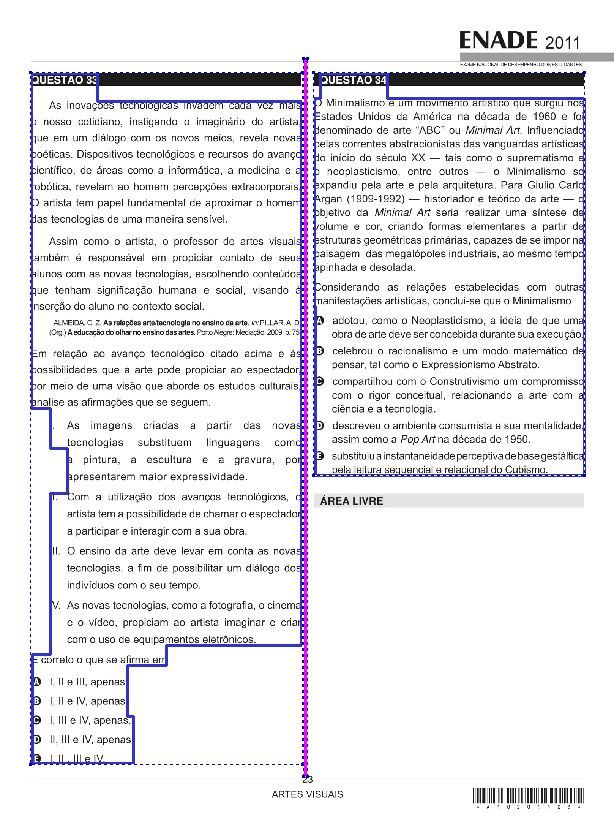 ENADE 2011
EXAME NACIONAL DE DESEMPENHO DOS ESTUDANTES
QUESTÃO 33
As inovações tecnológicas invadem cada vez mais
o nosso cotidiano, instigando o imaginário do artista,
que em um diálogo com os novos meios, revela novas
poéticas. Dispositivos tecnológicos e recursos do avanço
científico, de áreas como a informática, a medicina e a
robótica, revelam ao homem percepções extracorporais.
O artista tem papel fundamental de aproximar o homem
das tecnologias de uma maneira sensível.
Assim como o artista, o professor de artes visuais
também é responsável em propiciar contato de seus
alunos com as novas tecnologias, escolhendo conteúdos
que tenham significação humana e social, visando à
inserção do aluno no contexto social.
ALMEIDA, C. Z. As relações arte/tecnologia no ensino da arte. In: PILLAR, A. D.
(Org.) A educação do olhar no ensino das artes. Porto Alegre: Mediação, 2009. p. 75
Em relação ao avanço tecnológico citado acima e às
possibilidades que a arte pode propiciar ao espectador,
por meio de uma visão que aborde os estudos culturais,
analise as afirmações que se seguem.
I. As imagens criadas a partir das novas
tecnologias substituem linguagens como
a pintura, a escultura e a gravura, por
apresentarem maior expressividade.
II. Com a utilização dos avanços tecnológicos, o
artista tem a possibilidade de chamar o espectador
a participar e interagir com a sua obra.
III. O ensino da arte deve levar em conta as novas
tecnologias, a fim de possibilitar um diálogo dos
indivíduos com o seu tempo.
IV. As novas tecnologias, como a fotografia, o cinema
e o vídeo, propiciam ao artista imaginar e criar
com o uso de equipamentos eletrônicos.
É correto o que se afirma em
A I, II e III, apenas.
B I, II e IV, apenas.
C I, III e IV, apenas.
D II, III e IV, apenas.
E I, II, III e IV.
QUESTÃO 34
O Minimalismo é um movimento artístico que surgiu nos
Estados Unidos da América na década de 1960 e foi
denominado de arte “ABC” ou Minimal Art. Influenciado
pelas correntes abstracionistas das vanguardas artísticas
do início do século XX — tais como o suprematismo e
o neoplasticismo, entre outros — o Minimalismo se
expandiu pela arte e pela arquitetura. Para Giulio Carlo
Argan (1909-1992) — historiador e teórico da arte — o
objetivo da Minimal Art seria realizar uma síntese de
volume e cor, criando formas elementares a partir de
estruturas geométricas primárias, capazes de se impor na
paisagem das megalópoles industriais, ao mesmo tempo
apinhada e desolada.
Considerando as relações estabelecidas com outras
manifestações artísticas, conclui-se que o Minimalismo
A adotou, como o Neoplasticismo, a ideia de que uma
obra de arte deve ser concebida durante sua execução.
B celebrou o racionalismo e um modo matemático de
pensar, tal como o Expressionismo Abstrato.
C compartilhou com o Construtivismo um compromisso
com o rigor conceitual, relacionando a arte com a
ciência e a tecnologia.
D descreveu o ambiente consumista e sua mentalidade,
assim como a Pop Art na década de 1950.
E substituiu a instantaneidade perceptiva de base gestáltica
pela leitura sequencial e relacional do Cubismo.
ÁREA LIVRE
23
ARTES VISUAIS